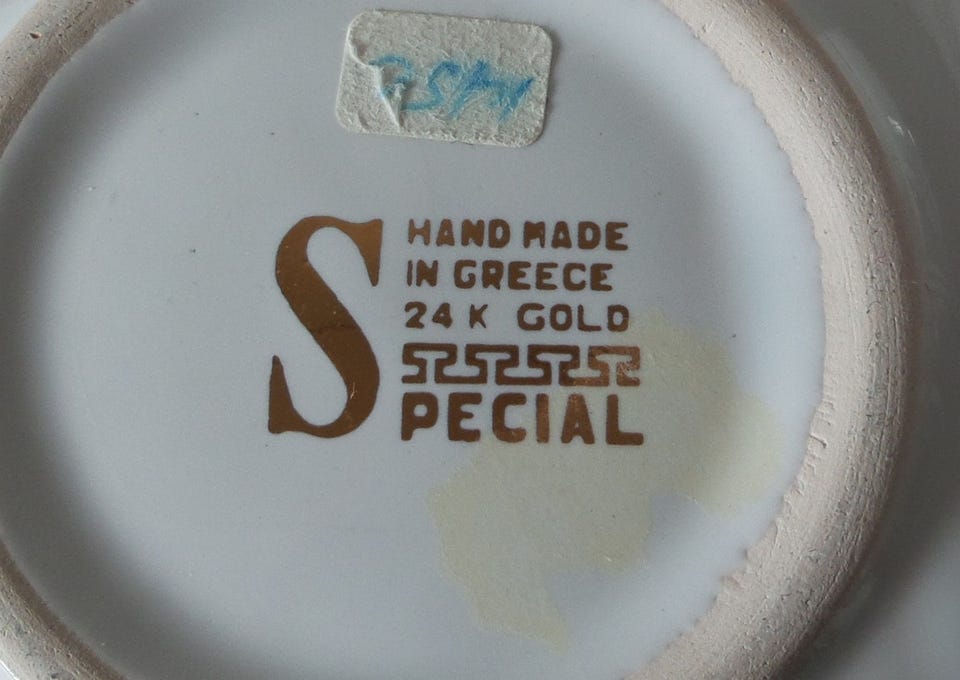 HAND MADE
IN GREECE
24 K GOLD
SPECIAL